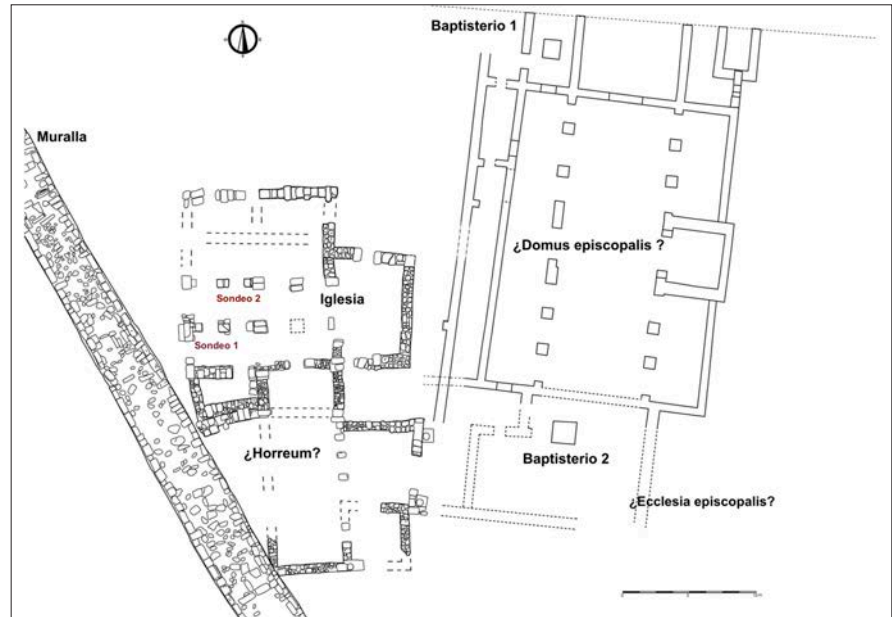 Baptisterio 1
Muralla
¿Domus episcopalis ?
Sondeo 2
Iglesia
Sondeo 1
¿Horreum?
Baptisterio 2
¿Ecclesia episcopalis?